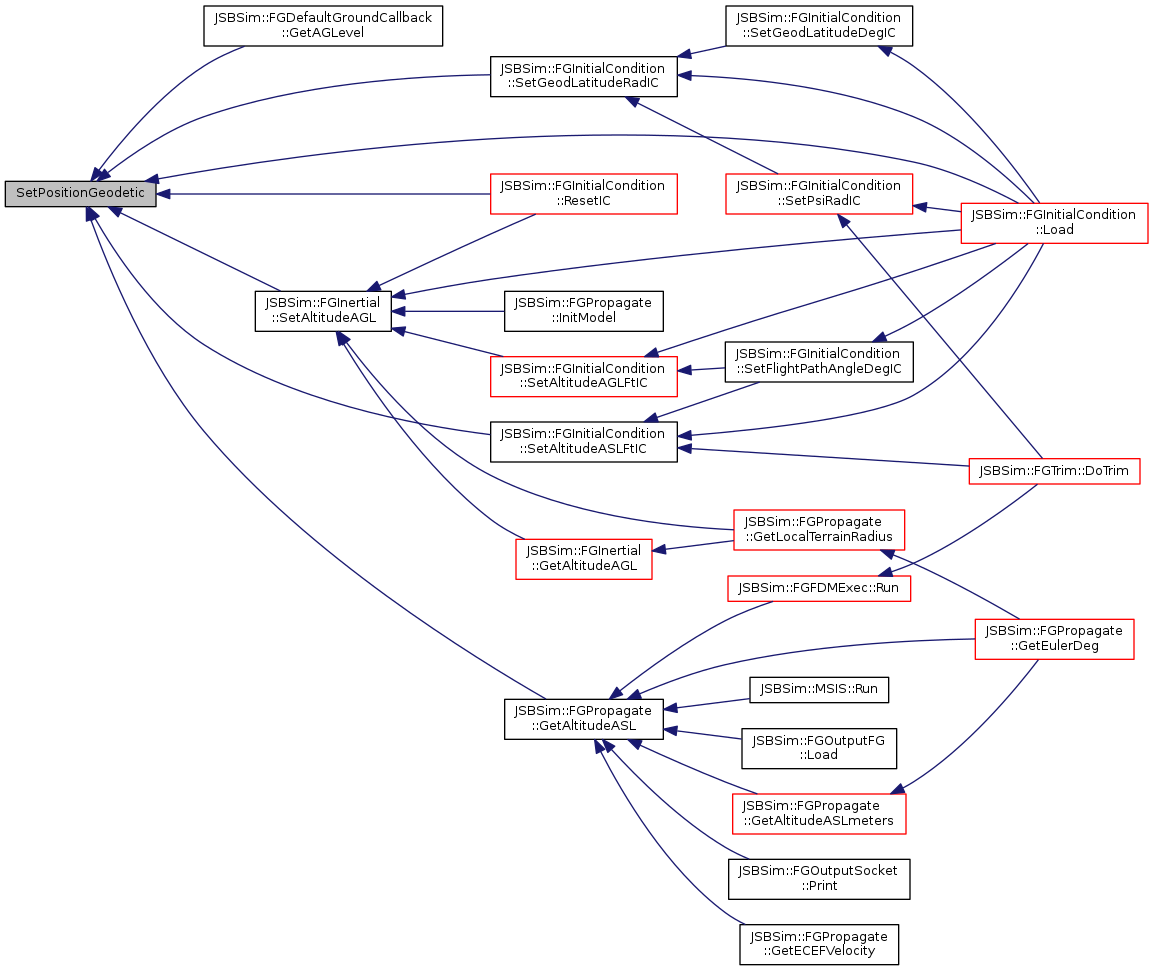 JSBSim::FGDefaultGroundCallback
::GetAGLevel
JSBSim::FGInitialCondition
::SetGeodLatitudeDegIC
JSBSim::FGInitialCondition
::SetGeodLatitudeRadIC
SetPositionGeodetic
JSBSim::FGInitialCondition
::ResetIC
JSBSim::FGInitialCondition
::SetPsiRadIC
JSBSim::FGInitialCondition
::Load
JSBSim::FGInertial
::SetAltitudeAGL
JSBSim::FGPropagate
::InitModel
JSBSim::FGInitialCondition
::SetAltitudeAGLFtIC
JSBSim::FGInitialCondition
::SetFlightPathAngleDegIC
JSBSim::FGInitialCondition
::SetAltitudeASLFtIC
JSBSim::FGTrim::DoTrim
JSBSim::FGPropagate
::GetLocalTerrainRadius
JSBSim::FGInertial
::GetAltitudeAGL
JSBSim::FGFDMExec::Run
JSBSim::FGPropagate
::GetEulerDeg
JSBSim::MSIS::Run
JSBSim::FGPropagate
::GetAltitudeASL
JSBSim::FGOutputFG
::Load
JSBSim::FGPropagate
::GetAltitudeASLmeters
JSBSim::FGOutputSocket
::Print
JSBSim::FGPropagate
::GetECEFVelocity